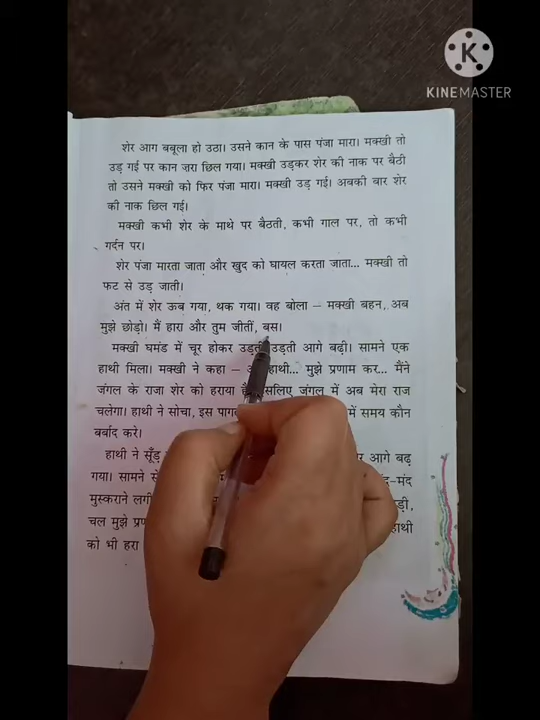 KINEMASTER
शेर आग बबूला हो उठा। उसने कान के पास पंजा मारा। मक्खी तो
उड़ गई पर कान ज़रा छिल गया। मक्खी उड़कर शेर की नाक पर बैठी
तो उसने मक्खी को फिर पंजा मारा। मक्खी उड़ गई। अबकी बार शेर
की नाक छिल गई।
मक्खी कभी शेर के माथे पर बैठती, कभी गाल पर, तो कभी
गर्दन पर।
शेर पंजा मारता जाता और खुद को घायल करता जाता... मक्खी तो
फट से उड़ जाती।
अंत में शेर ऊब गया, थक गया। वह बोला – मक्खी बहन, अब
मुझे छोड़ो। मैं हारा और तुम जीतीं, बस।
मक्खी घमंड में चूर होकर उड़ती उड़ती आगे बढ़ी। सामने एक
हाथी मिला। मक्खी ने कहा – हाथी... मुझे प्रणाम कर... मैंने
जंगल के राजा शेर को हराया जंगल में अब मेरा राज
चलेगा। हाथी ने सोचा, इस में समय कौन
बर्बाद करे।
हाथी ने सूँड़ आगे बढ़
गया। सामने मंद
मुस्कराने लगी
चल मुझे हाथी
को भी हरा